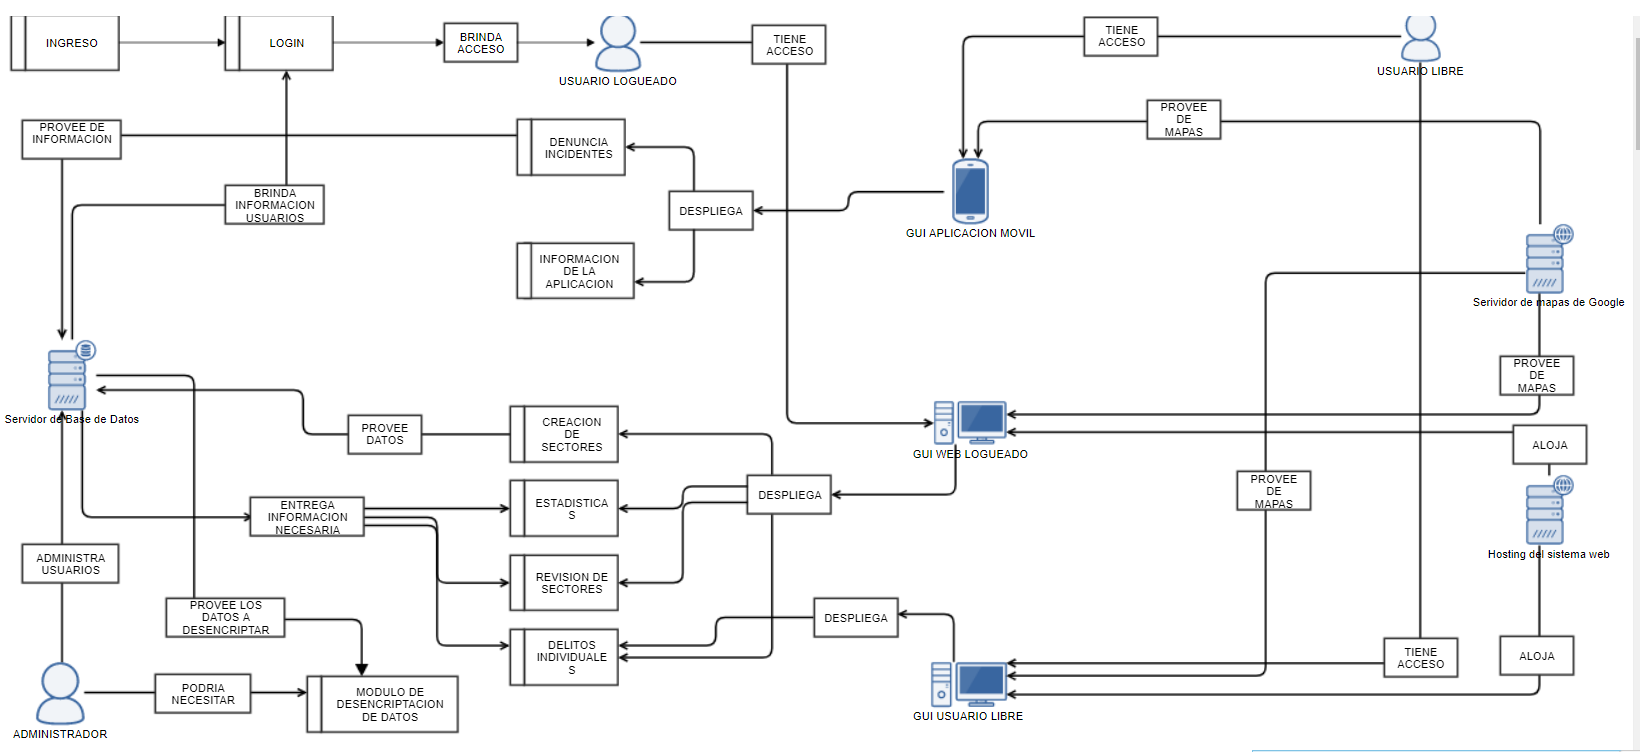 INGRESO
LOGIN
BRINDA
ACCESO
USUARIO LOGUEADO
TIENE
ACCESO
TIENE
ACCESO
USUARIO LIBRE
PROVEE DE
INFORMACION
DENUNCIA
INCIDENTES
PROVEE
DE
MAPAS
BRINDA
INFORMACION
USUARIOS
DESPLIEGA
GUI APLICACION MOVIL
INFORMACION
DE LA
APLICACION
Serividor de mapas de Google
PROVEE
DE
MAPAS
Servidor de Base de Datos
PROVEE
DATOS
CREACION
DE
SECTORES
GUI WEB LOGUEADO
ALOJA
ENTREGA
INFORMACION
NECESARIA
ESTADISTICA
S
DESPLIEGA
PROVEE
DE
MAPAS
Hosting del sistema web
ADMINISTRA
USUARIOS
REVISION DE
SECTORES
PROVEE LOS
DATOS A
DESENCRIPTAR
DESPLIEGA
DELITOS
INDIVIDUALE
S
TIENE
ACCESO
ALOJA
PODRIA
NECESITAR
MODULO DE
DESENCRIPTACION
DE DATOS
GUI USUARIO LIBRE
ADMINISTRADOR